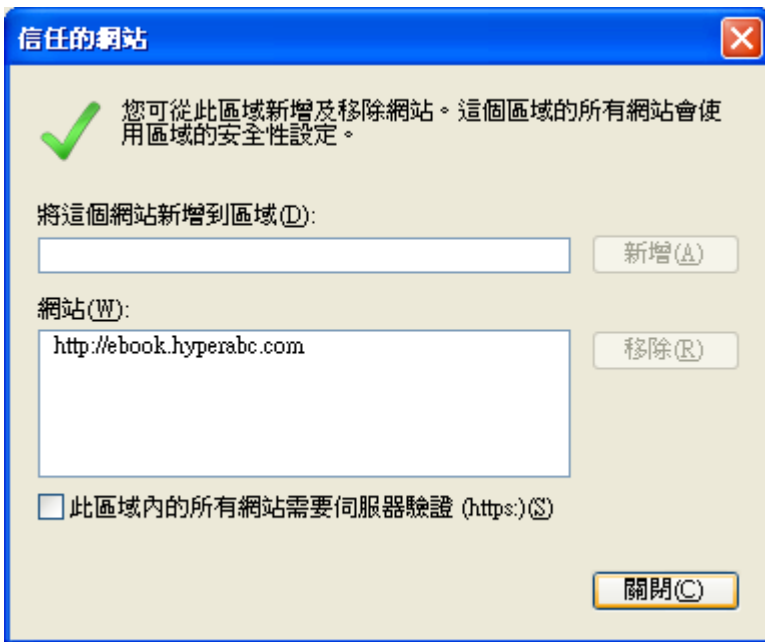 信任的網站
您可從此區域新增及移除網站。這個區域的所有網站會使
用區域的安全性設定。
將這個網站新增到區域(D):
新增(A)
網站(W):
http://ebook.hyperabc.com
移除(R)
此區域內的所有網站需要伺服器驗證 (https:)(S)
關閉(C)